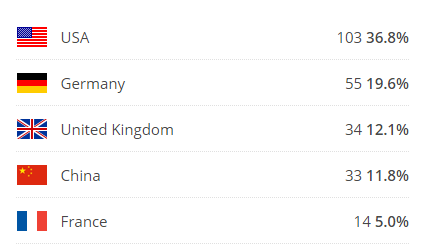 USA 103 36.8%
Germany 55 19.6%
United Kingdom 34 12.1%
China 33 11.8%
France 14 5.0%